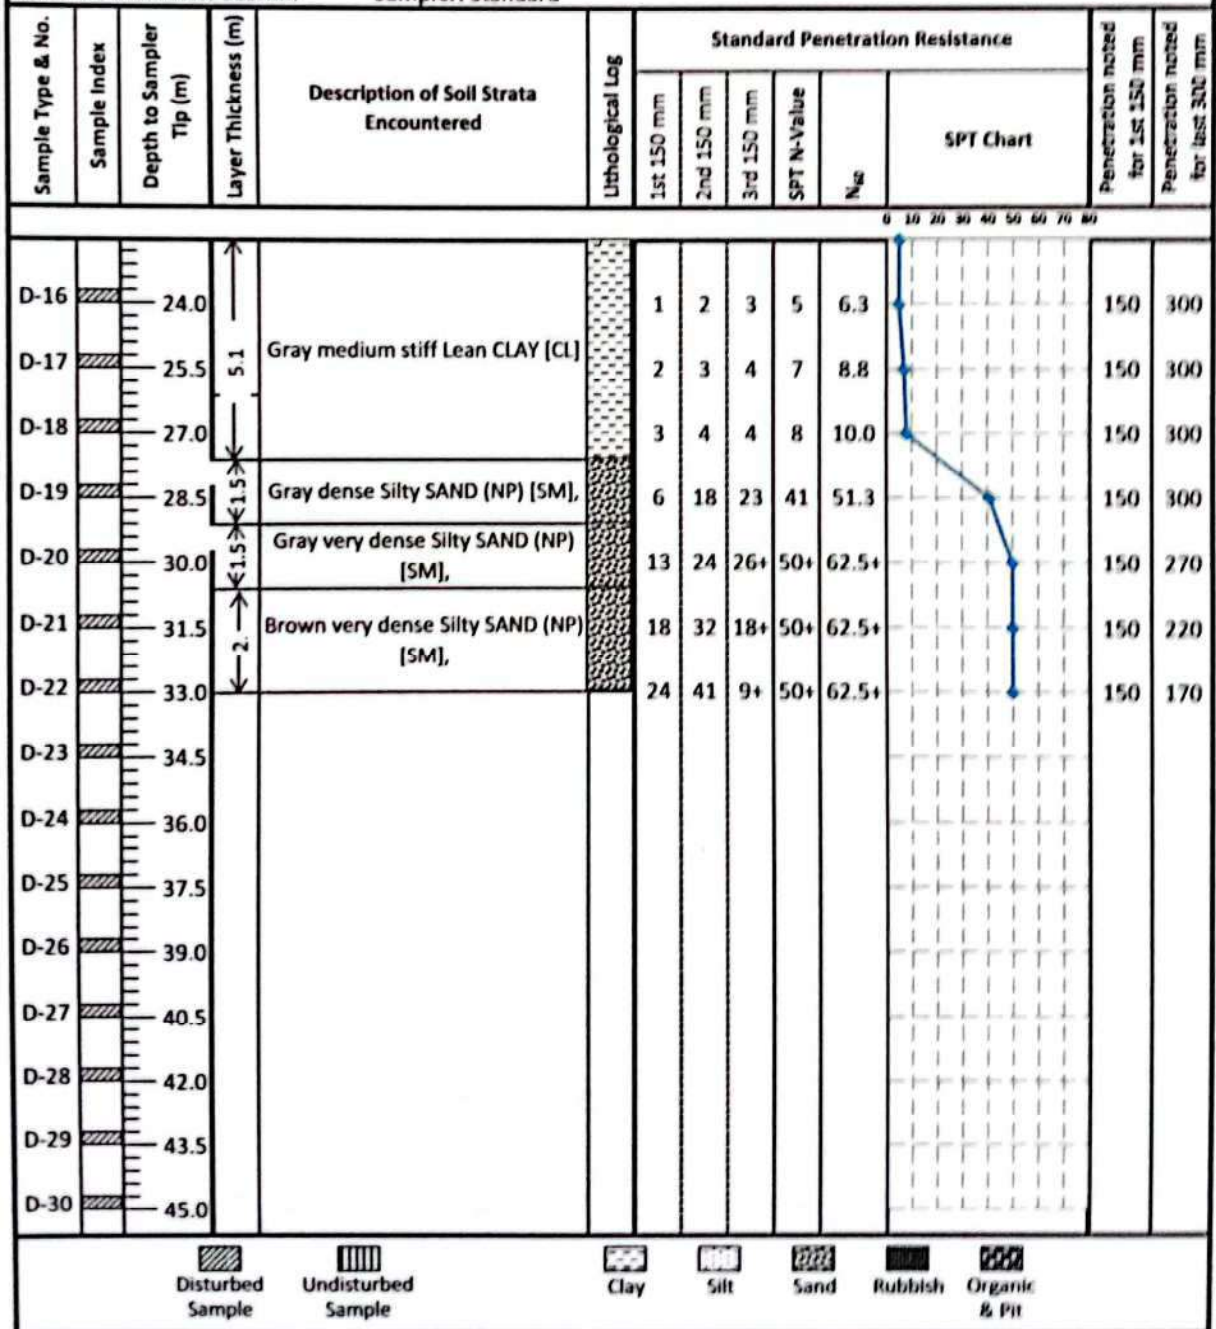 Sample Type & No.
Sample Index
Depth to Sampler Tip (m)
Layer Thickness (m)
Description of Soil Strata
Encountered
Lithological Log
Standard Penetration Resistance
1st 150 mm
2nd 150 mm
3rd 150 mm
SPT N-Value
N60
SPT Chart
Penetration noted for 1st 150 mm
Penetration noted for last 300 mm
0 10 20 30 40 50 60 70 80
D-16 24.0 1 2 3 5 6.3 150 300
5.1 Gray medium stiff Lean CLAY [CL]
D-17 25.5 2 3 4 7 8.8 150 300
D-18 27.0 3 4 4 8 10.0 150 300
D-19 28.5 1.5 Gray dense Silty SAND (NP) [SM], 6 18 23 41 51.3 150 300
Gray very dense Silty SAND (NP)
D-20 30.0 1.5 [SM], 13 24 26+ 50+ 62.5+ 150 270
D-21 31.5 2. Brown very dense Silty SAND (NP) 18 32 18+ 50+ 62.5+ 150 220
[SM],
D-22 33.0 24 41 9+ 50+ 62.5+ 150 170
D-23 34.5
D-24 36.0
D-25 37.5
D-26 39.0
D-27 40.5
D-28 42.0
D-29 43.5
D-30 45.0
Disturbed Sample
Undisturbed Sample
Clay
Silt
Sand
Rubbish
Organic & Pit